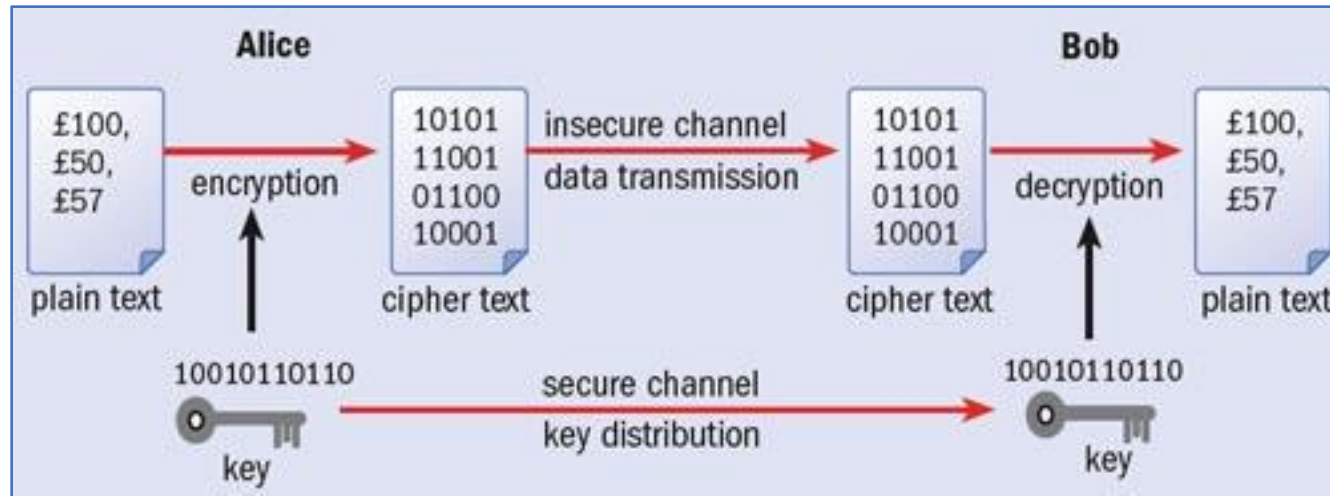 Alice
Bob
£100,
£50,
£57
plain text
encryption
10101
11001
01100
10001
cipher text
insecure channel
data transmission
10101
11001
01100
10001
cipher text
decryption
£100,
£50,
£57
plain text
10010110110
key
secure channel
key distribution
10010110110
key